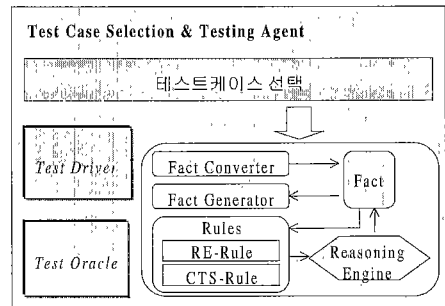 Test Case Selection & Testing Agent
테스트케이스 선택
Test Driver
Fact Converter
Fact
Fact Generator
Rules
RE-Rule
Reasoning
Engine
Test Oracle
CTS-Rule